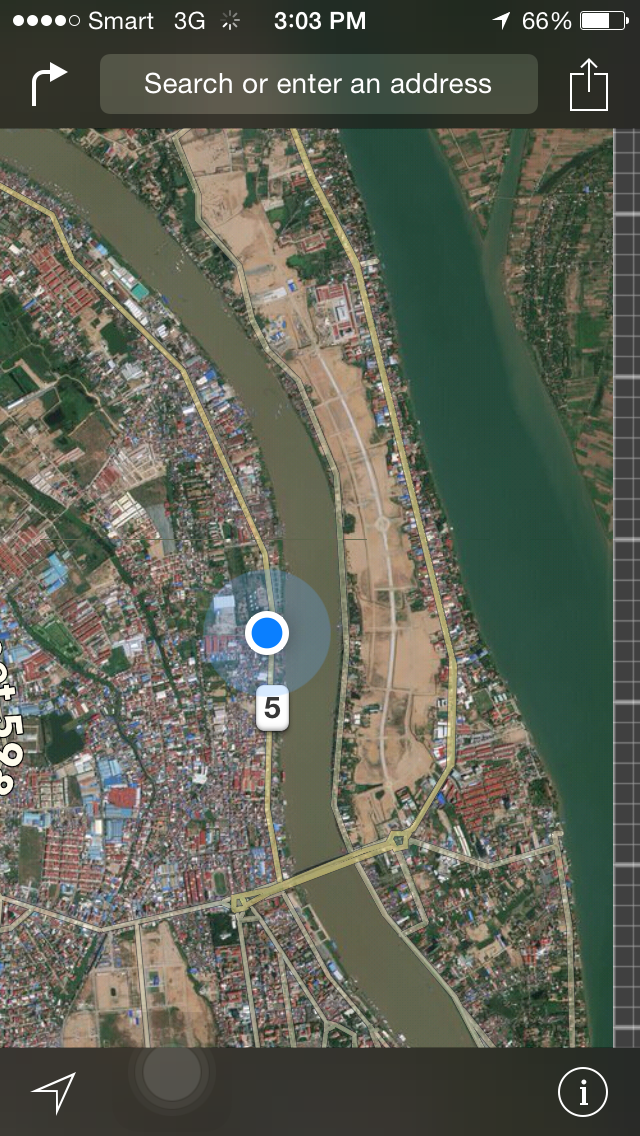 Smart 3G 3:03 PM 66%
Search or enter an address
5